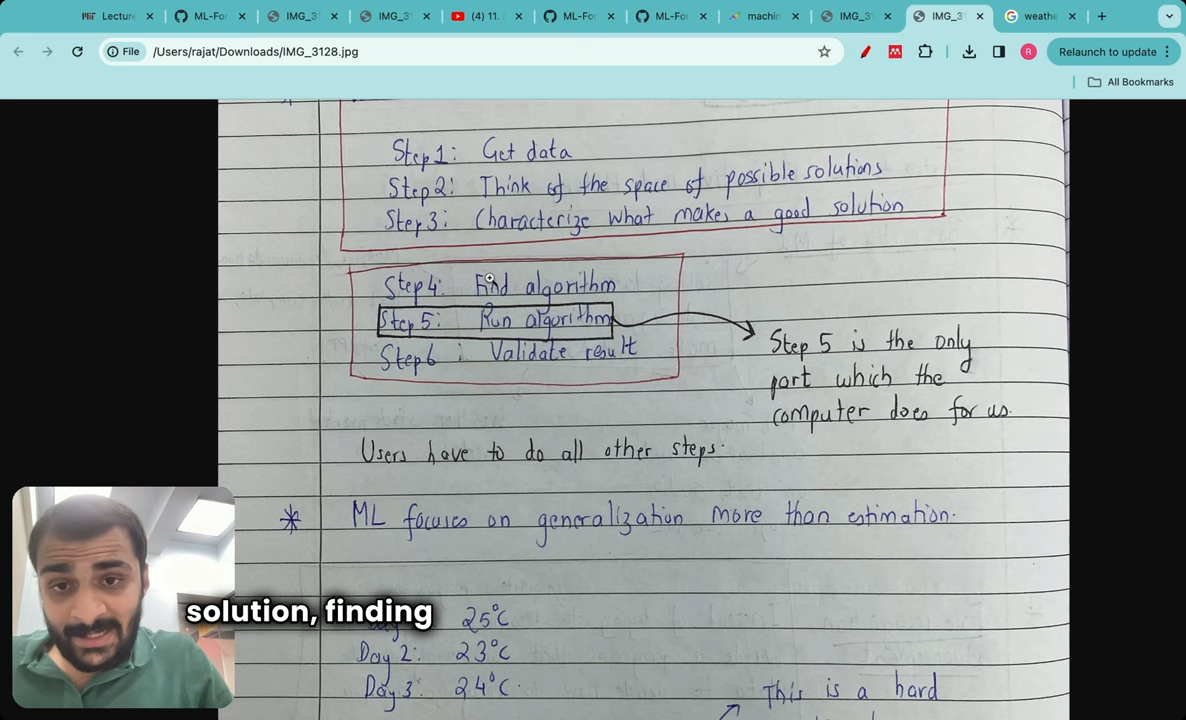 Lecture
ML-For
IMG_3
IMG_3
(4) 11.
ML-For
ML-For
machin
IMG_3
IMG_3
weathe
File /Users/rajat/Downloads/IMG_3128.jpg
R
Relaunch to update
All Bookmarks
Step 1: Get data
Step 2: Think of the space of possible solutions
Step 3: Characterize what makes a good solution
Step 4: Find algorithm
Step 5: Run algorithm
Step 6 : Validate result
Step 5 is the only
part which the
computer does for us.
Users have to do all other steps.
* ML focuses on generalization more than estimation.
solution, finding
25°C
Day 2: 23°C
Day 3: 24°C.
This is a hard